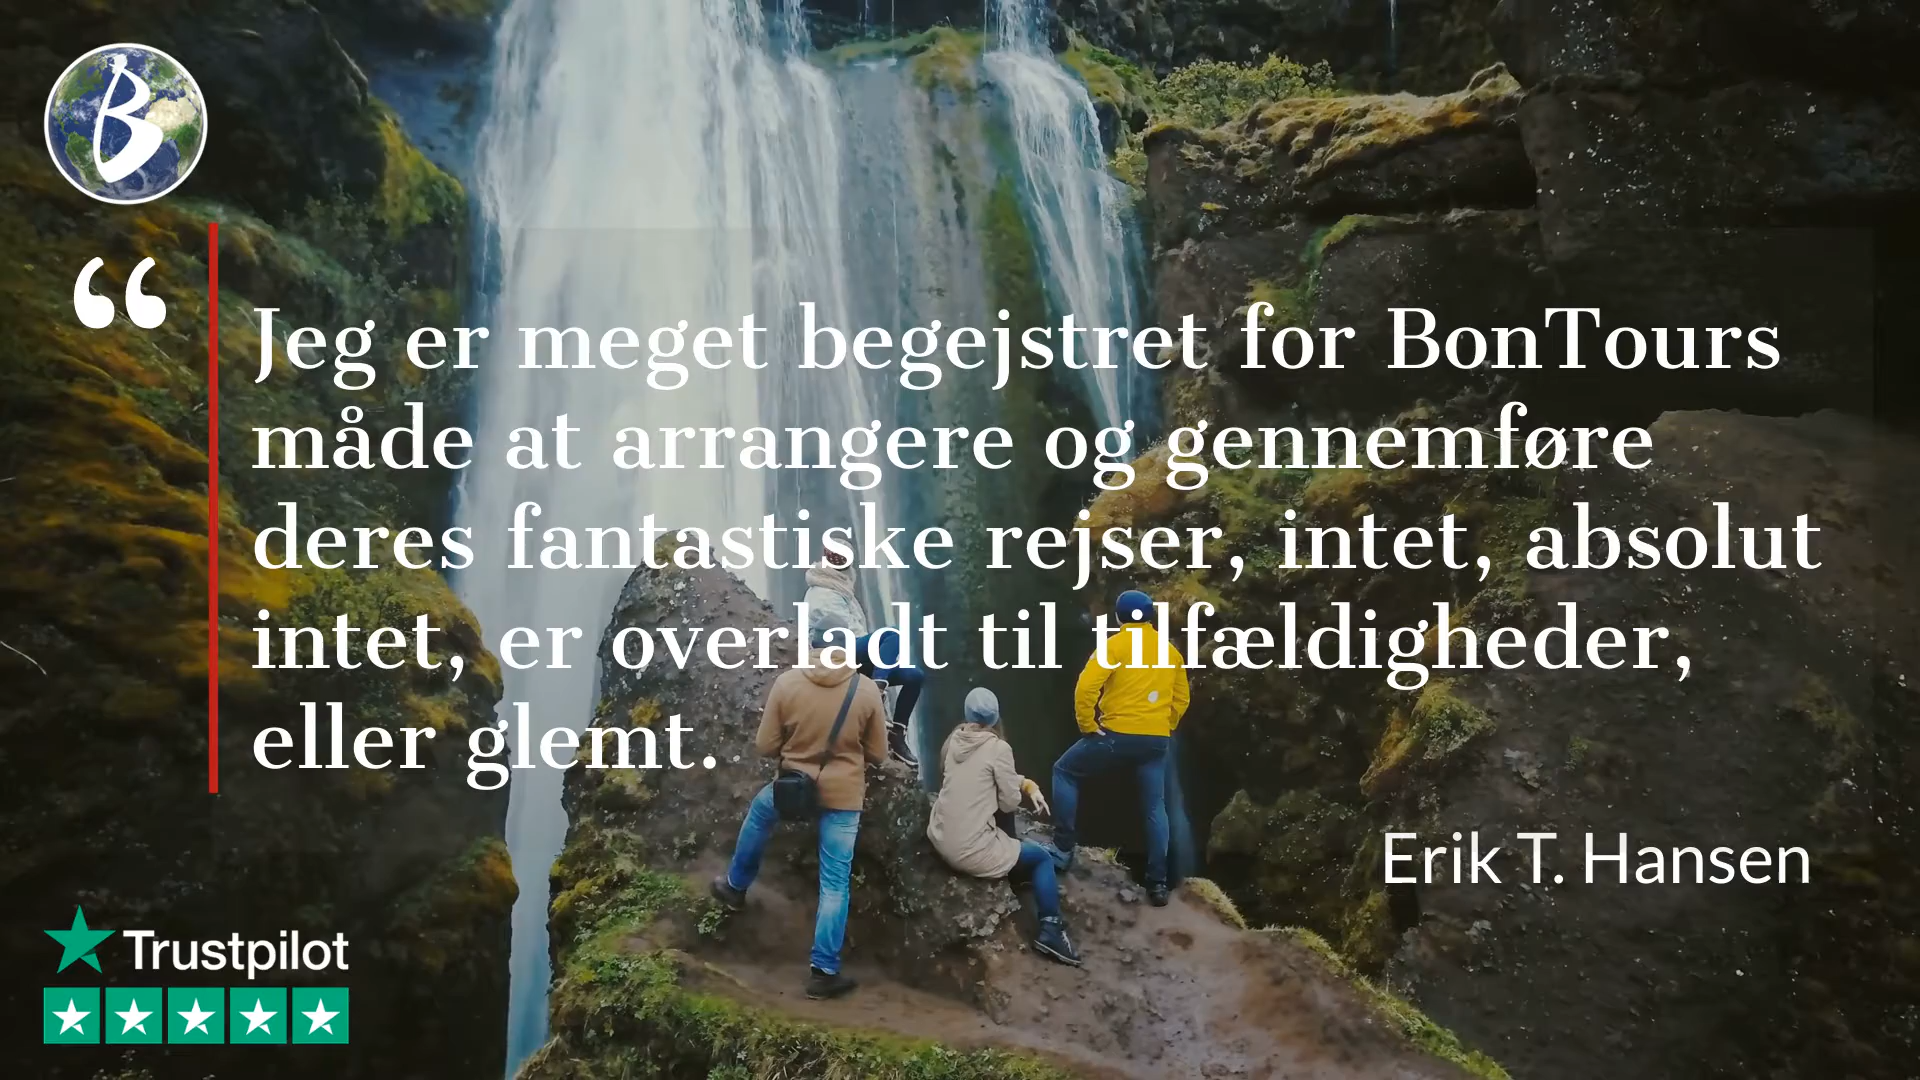 B
“
Jeg er meget begejstret for BonTours
måde at arrangere og gennemføre
deres fantastiske rejser, intet, absolut
intet, er overladt til tilfældigheder,
eller glemt.
Erik T. Hansen
Trustpilot